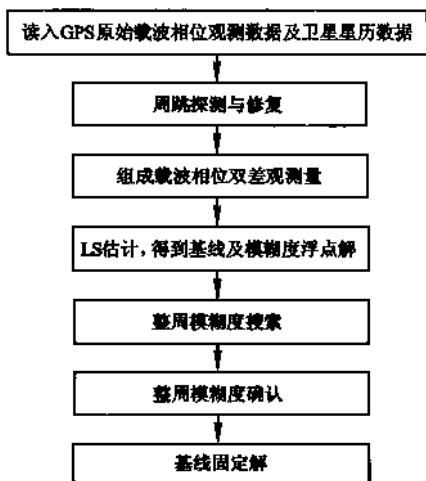 读入GPS原始载波相位观测数据及卫星星历数据
周跳探测与修复
组成载波相位双差观测量
LS估计，得到基线及模糊度浮点解
整周模糊度搜索
整周模糊度确认
基线固定解